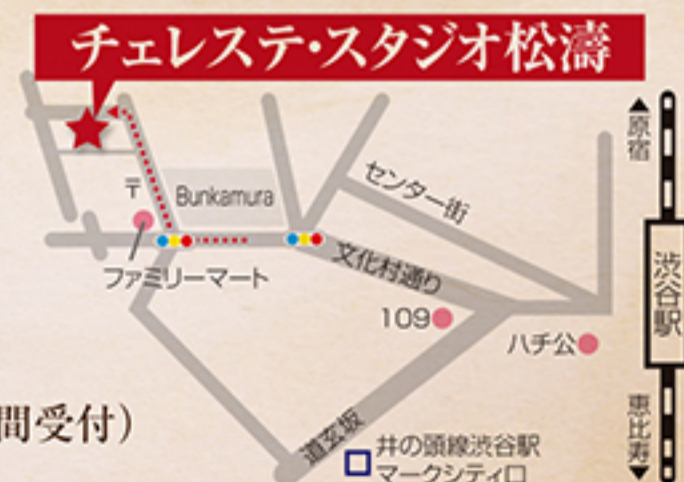 チェレステ・スタジオ松濤
▲原宿
センター街
〒
Bunkamura
文化村通り
渋谷駅
ファミリーマート
109
ハチ公
間受付）
恵比寿▼
道玄坂
井の頭線渋谷駅
マークシティ口